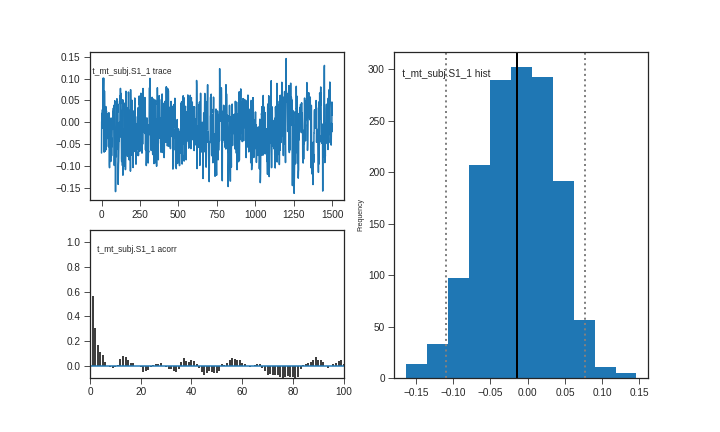 t_mt_subj.S1_1 trace
0.15
0.10
0.05
0.00
−0.05
−0.10
−0.15
0 250 500 750 1000 1250 1500
t_mt_subj.S1_1 acorr
1.0
0.8
0.6
0.4
0.2
0.0
0 20 40 60 80 100
t_mt_subj.S1_1 hist
Frequency
300
250
200
150
100
50
0
−0.15 −0.10 −0.05 0.00 0.05 0.10 0.15